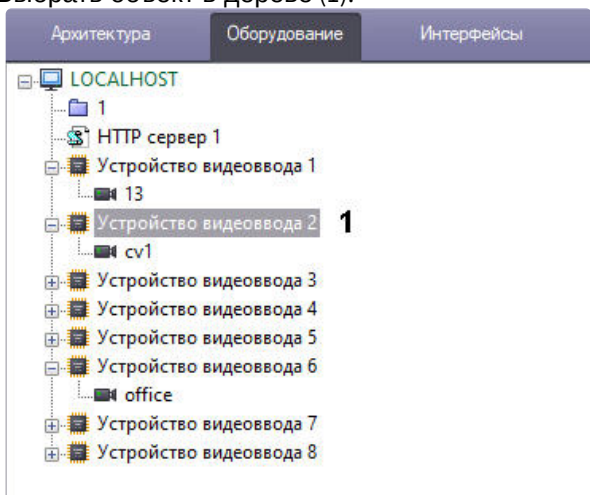 Выбрать объект в дереве (1).
Архитектура Оборудование Интерфейсы
LOCALHOST
1
HTTP сервер 1
Устройство видеоввода 1
13
Устройство видеоввода 2 1
cv1
Устройство видеоввода 3
Устройство видеоввода 4
Устройство видеоввода 5
Устройство видеоввода 6
office
Устройство видеоввода 7
Устройство видеоввода 8